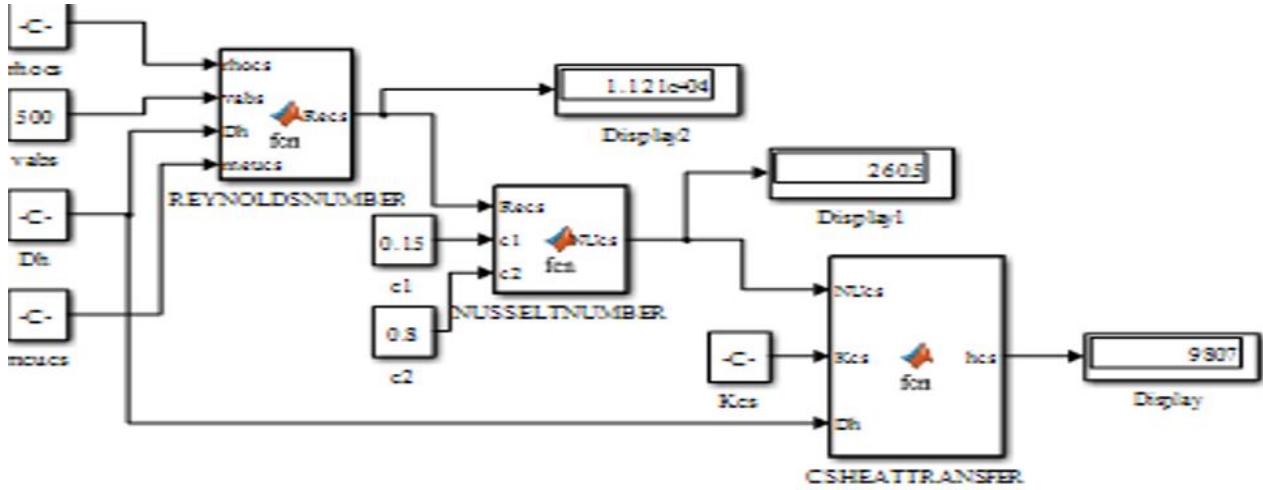 -C-
rhocs
500
vabs
-C-
Dh
-C-
meucs
rhocs
vabs
Dh
meucs
Recs
fcn
REYNOLDSNUMBER
1.121e-04
Display2
0.15
c1
0.8
c2
Recs
c1
c2
NUcs
fcn
NUSSELTNUMBER
2605
Display1
-C-
Kcs
NUcs
Kcs
Dh
hcs
fcn
CSHEATTRANSFER
9807
Display